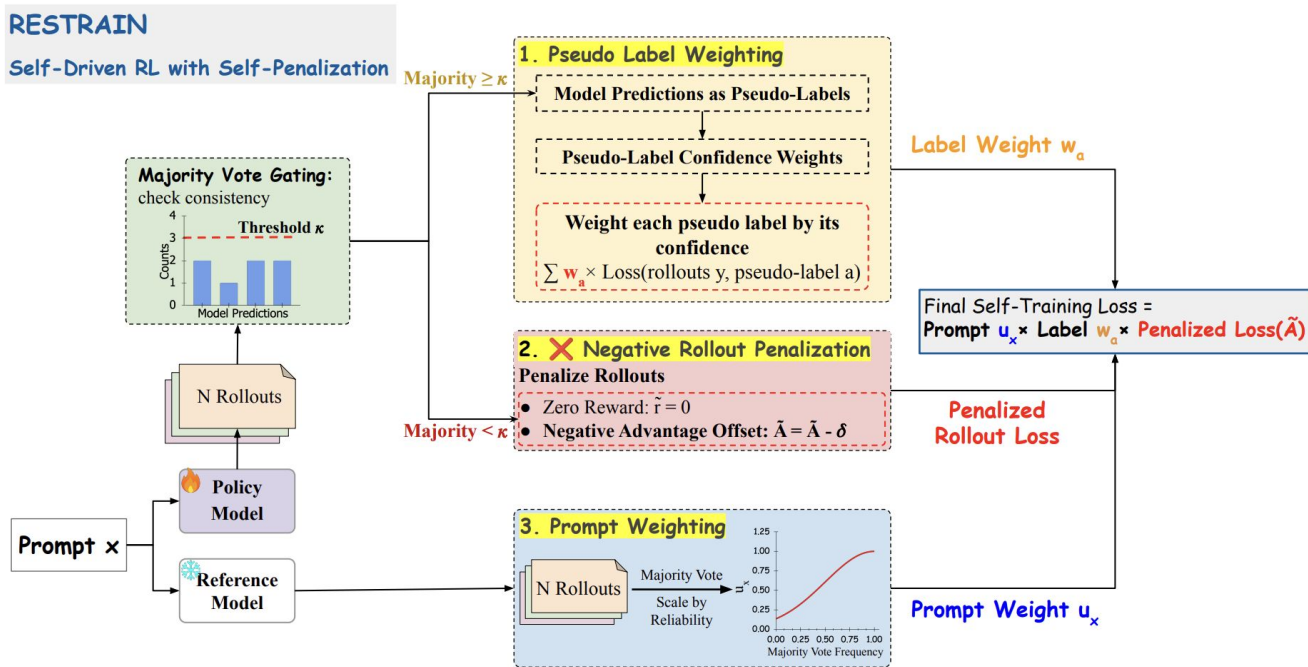 RESTRAIN
Self-Driven RL with Self-Penalization
Majority ≥ κ
1. Pseudo Label Weighting
Model Predictions as Pseudo-Labels
Pseudo-Label Confidence Weights
Weight each pseudo label by its
confidence
∑ wₐ × Loss(rollouts y, pseudo-label a)
Label Weight wₐ
Majority Vote Gating:
check consistency
4
Threshold κ
3
2
1
0
Counts
Model Predictions
Final Self-Training Loss =
Prompt uₓ× Label wₐ× Penalized Loss(Ã)
2. ❌ Negative Rollout Penalization
Penalize Rollouts
● Zero Reward: r̃ = 0
● Negative Advantage Offset: Ã = Ã - δ
Majority < κ
Penalized
Rollout Loss
N Rollouts
Policy
Model
Prompt x
Reference
Model
3. Prompt Weighting
N Rollouts
Majority Vote
Scale by
Reliability
uₓ
1.25
1.00
0.75
0.50
0.25
0.00
0.00 0.25 0.50 0.75 1.00
Majority Vote Frequency
Prompt Weight uₓ